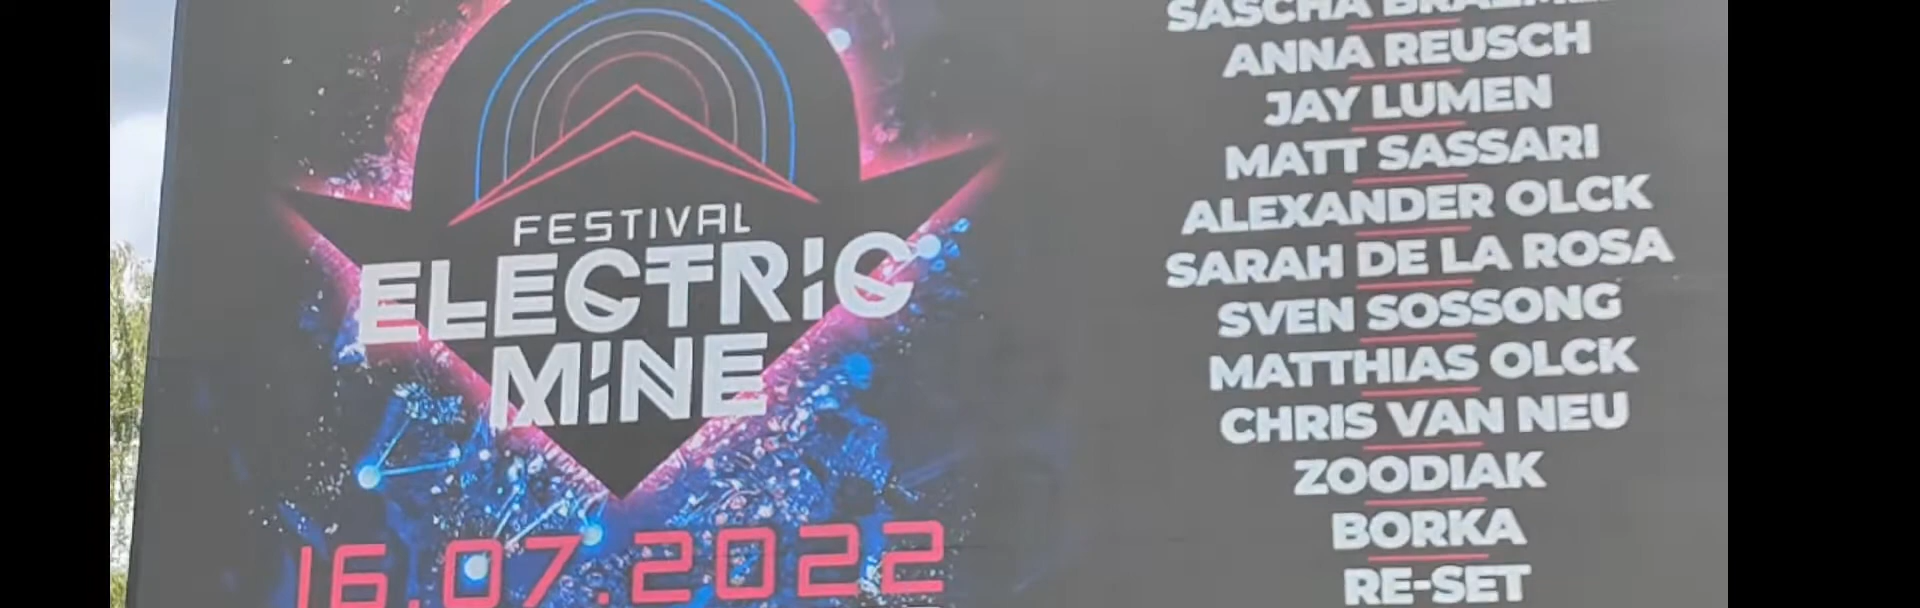 FESTIVAL
ELECTRIC
MINE
16.07.2022
SASCHA
ANNA REUSCH
JAY LUMEN
MATT SASSARI
ALEXANDER OLCK
SARAH DE LA ROSA
SVEN SOSSONG
MATTHIAS OLCK
CHRIS VAN NEU
ZOODIAK
BORKA
RE-SET